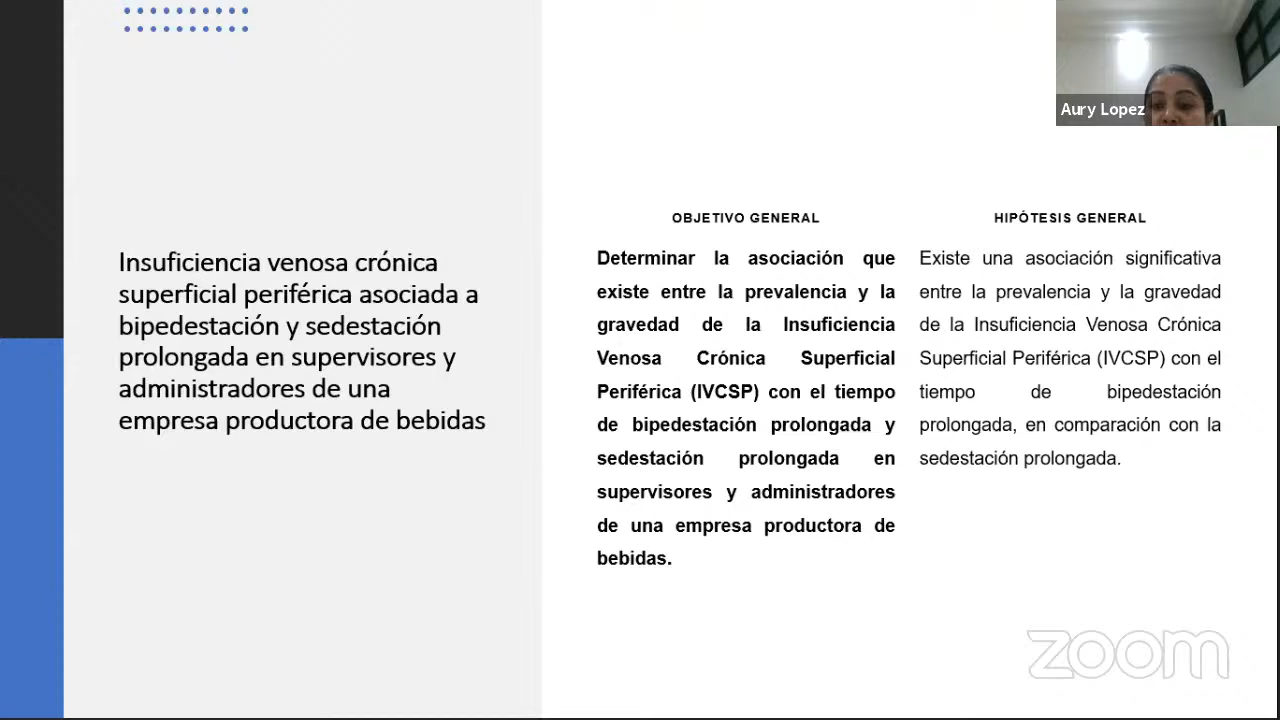 Aury Lopez
Insuficiencia venosa crónica
superficial periférica asociada a
bipedestación y sedestación
prolongada en supervisores y
administradores de una
empresa productora de bebidas
OBJETIVO GENERAL
Determinar la asociación que
existe entre la prevalencia y la
gravedad de la Insuficiencia
Venosa Crónica Superficial
Periférica (IVCSP) con el tiempo
de bipedestación prolongada y
sedestación prolongada en
supervisores y administradores
de una empresa productora de
bebidas.
HIPÓTESIS GENERAL
Existe una asociación significativa
entre la prevalencia y la gravedad
de la Insuficiencia Venosa Crónica
Superficial Periférica (IVCSP) con el
tiempo de bipedestación
prolongada, en comparación con la
sedestación prolongada.
zoom